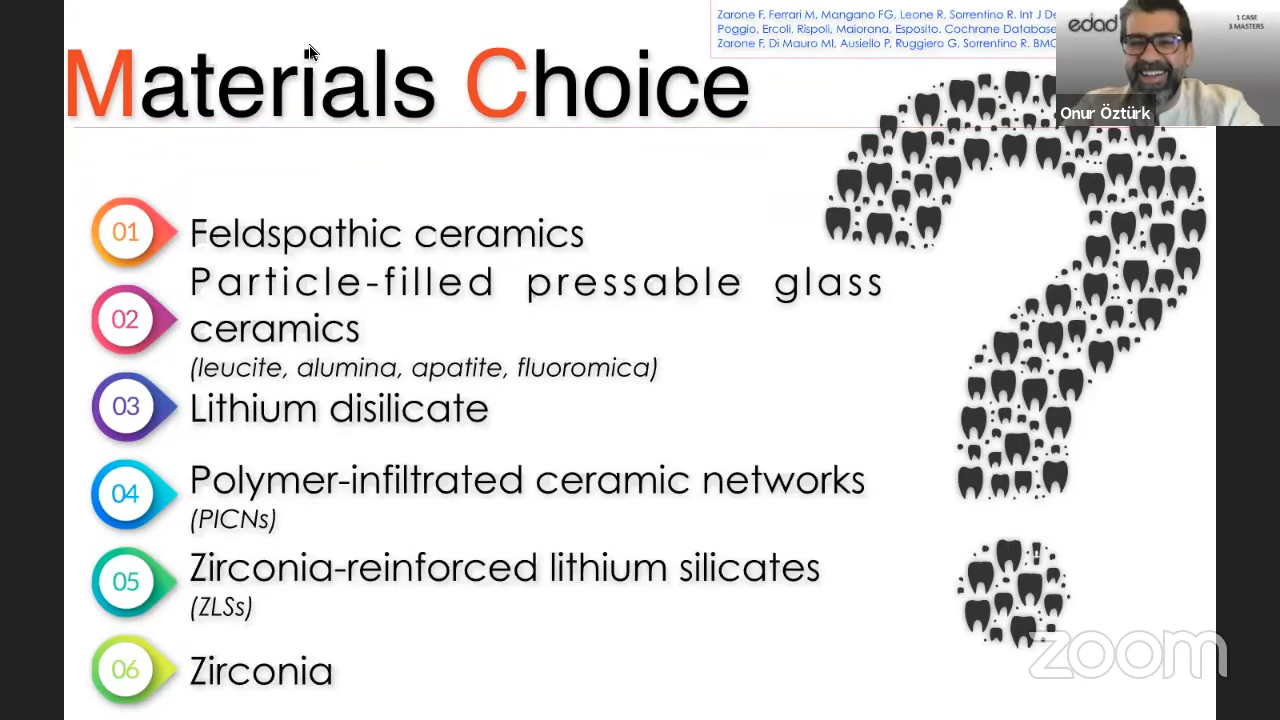 Zarone F, Ferrari M, Mangano FG, Leone R, Sorrentino R. Int J De
Poggio, Ercoli, Rispoli, Maiorana, Esposito. Cochrane Database
Zarone F, Di Mauro MI, Ausiello P, Ruggiero G, Sorrentino R. BMC
edad
1 CASE
3 MASTERS
Onur Öztürk
Materials Choice
01 Feldspathic ceramics
02 Particle-filled pressable glass
ceramics
(leucite, alumina, apatite, fluoromica)
03 Lithium disilicate
04 Polymer-infiltrated ceramic networks
(PICNs)
05 Zirconia-reinforced lithium silicates
(ZLSs)
06 Zirconia
zoom